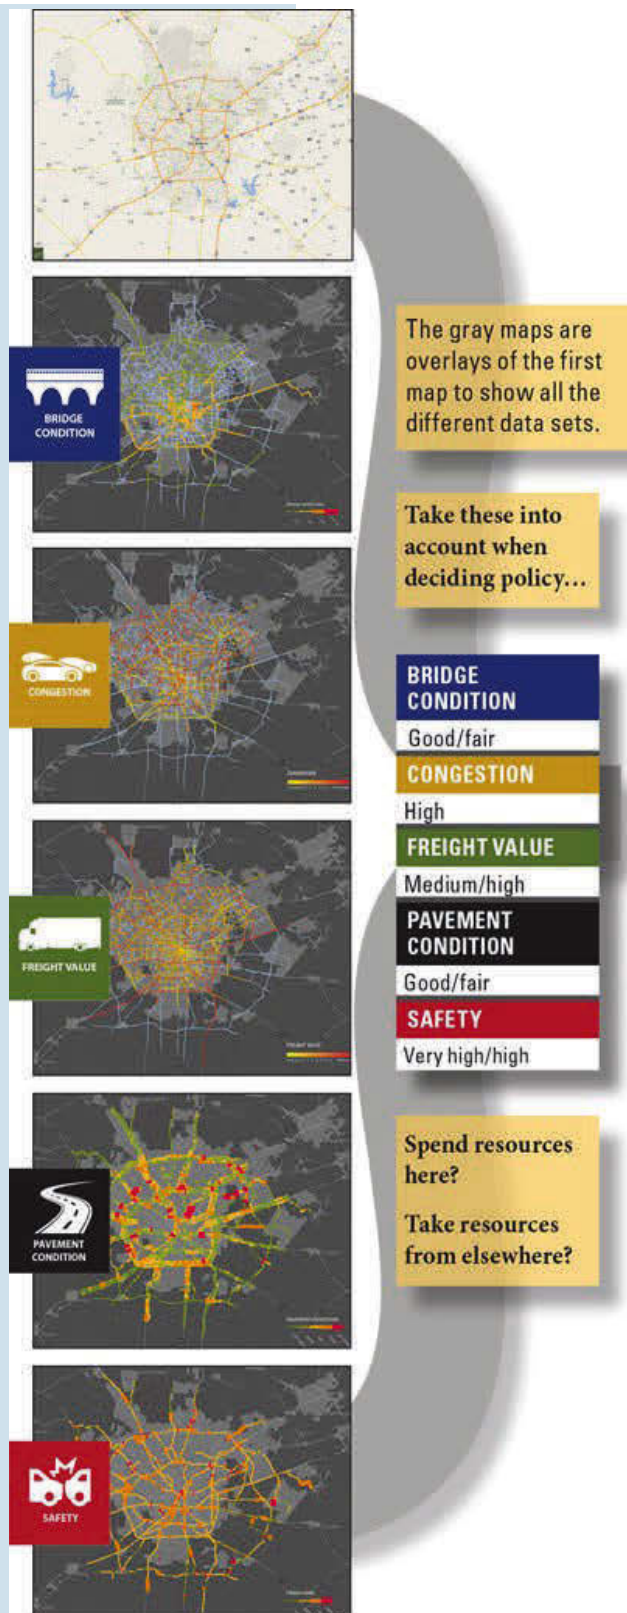 BRIDGE
CONDITION
CONGESTION
FREIGHT VALUE
PAVEMENT
CONDITION
SAFETY
The gray maps are
overlays of the first
map to show all the
different data sets.
Take these into
account when
deciding policy…
BRIDGE
CONDITION
Good/fair
CONGESTION
High
FREIGHT VALUE
Medium/high
PAVEMENT
CONDITION
Good/fair
SAFETY
Very high/high
Spend resources
here?
Take resources
from elsewhere?